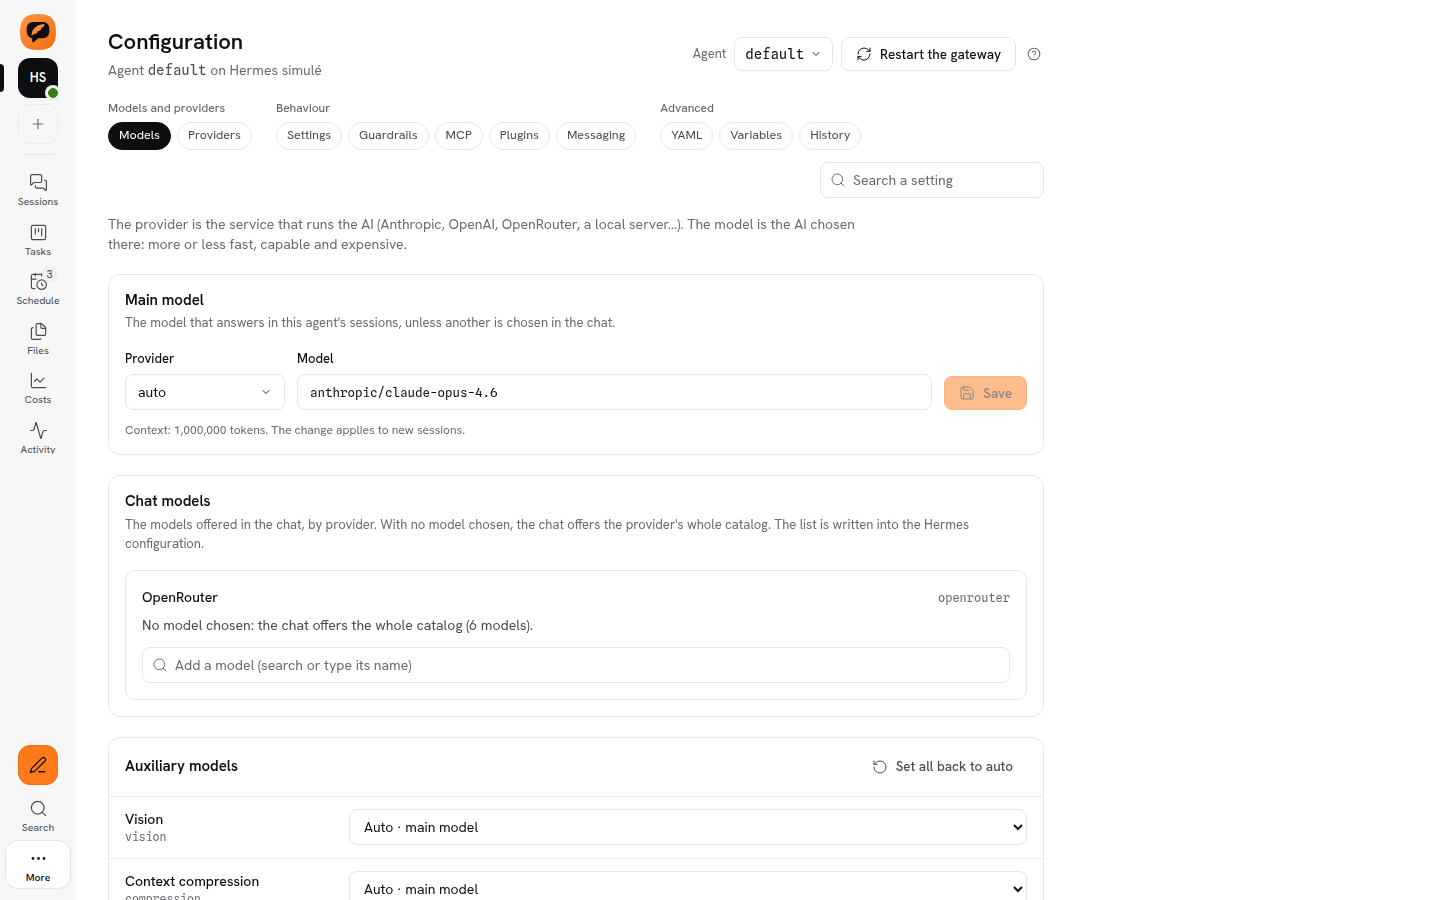 HS
Sessions
Tasks
3
Schedule
Files
Costs
Activity
Search
More
Configuration
Agent default on Hermes simulé
Agent
default
Restart the gateway
Models and providers
Models
Providers
Behaviour
Settings
Guardrails
MCP
Plugins
Messaging
Advanced
YAML
Variables
History
Search a setting
The provider is the service that runs the AI (Anthropic, OpenAI, OpenRouter, a local server...). The model is the AI chosen
there: more or less fast, capable and expensive.
Main model
The model that answers in this agent's sessions, unless another is chosen in the chat.
Provider
Model
auto
anthropic/claude-opus-4.6
Save
Context: 1,000,000 tokens. The change applies to new sessions.
Chat models
The models offered in the chat, by provider. With no model chosen, the chat offers the provider's whole catalog. The list is written into the Hermes
configuration.
OpenRouter
openrouter
No model chosen: the chat offers the whole catalog (6 models).
Add a model (search or type its name)
Auxiliary models
Set all back to auto
Vision
vision
Auto · main model
Context compression
compression
Auto · main model